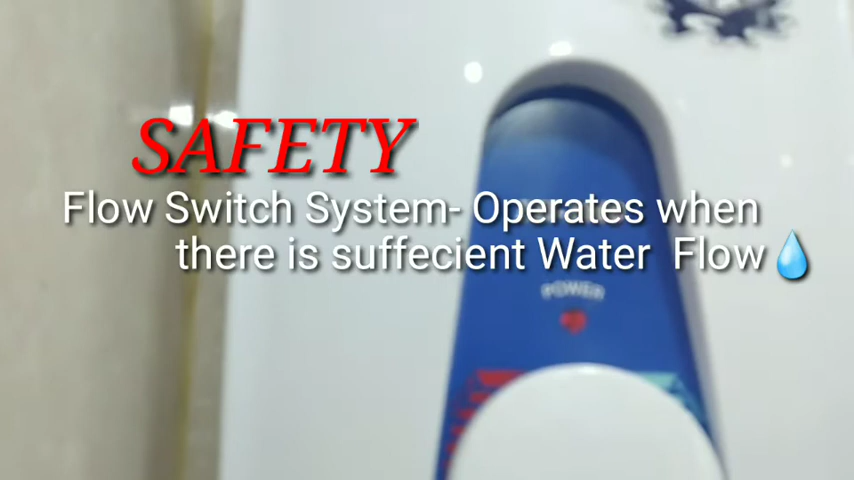 SAFETY
Flow Switch System- Operates when
there is suffecient Water Flow💧
POWER